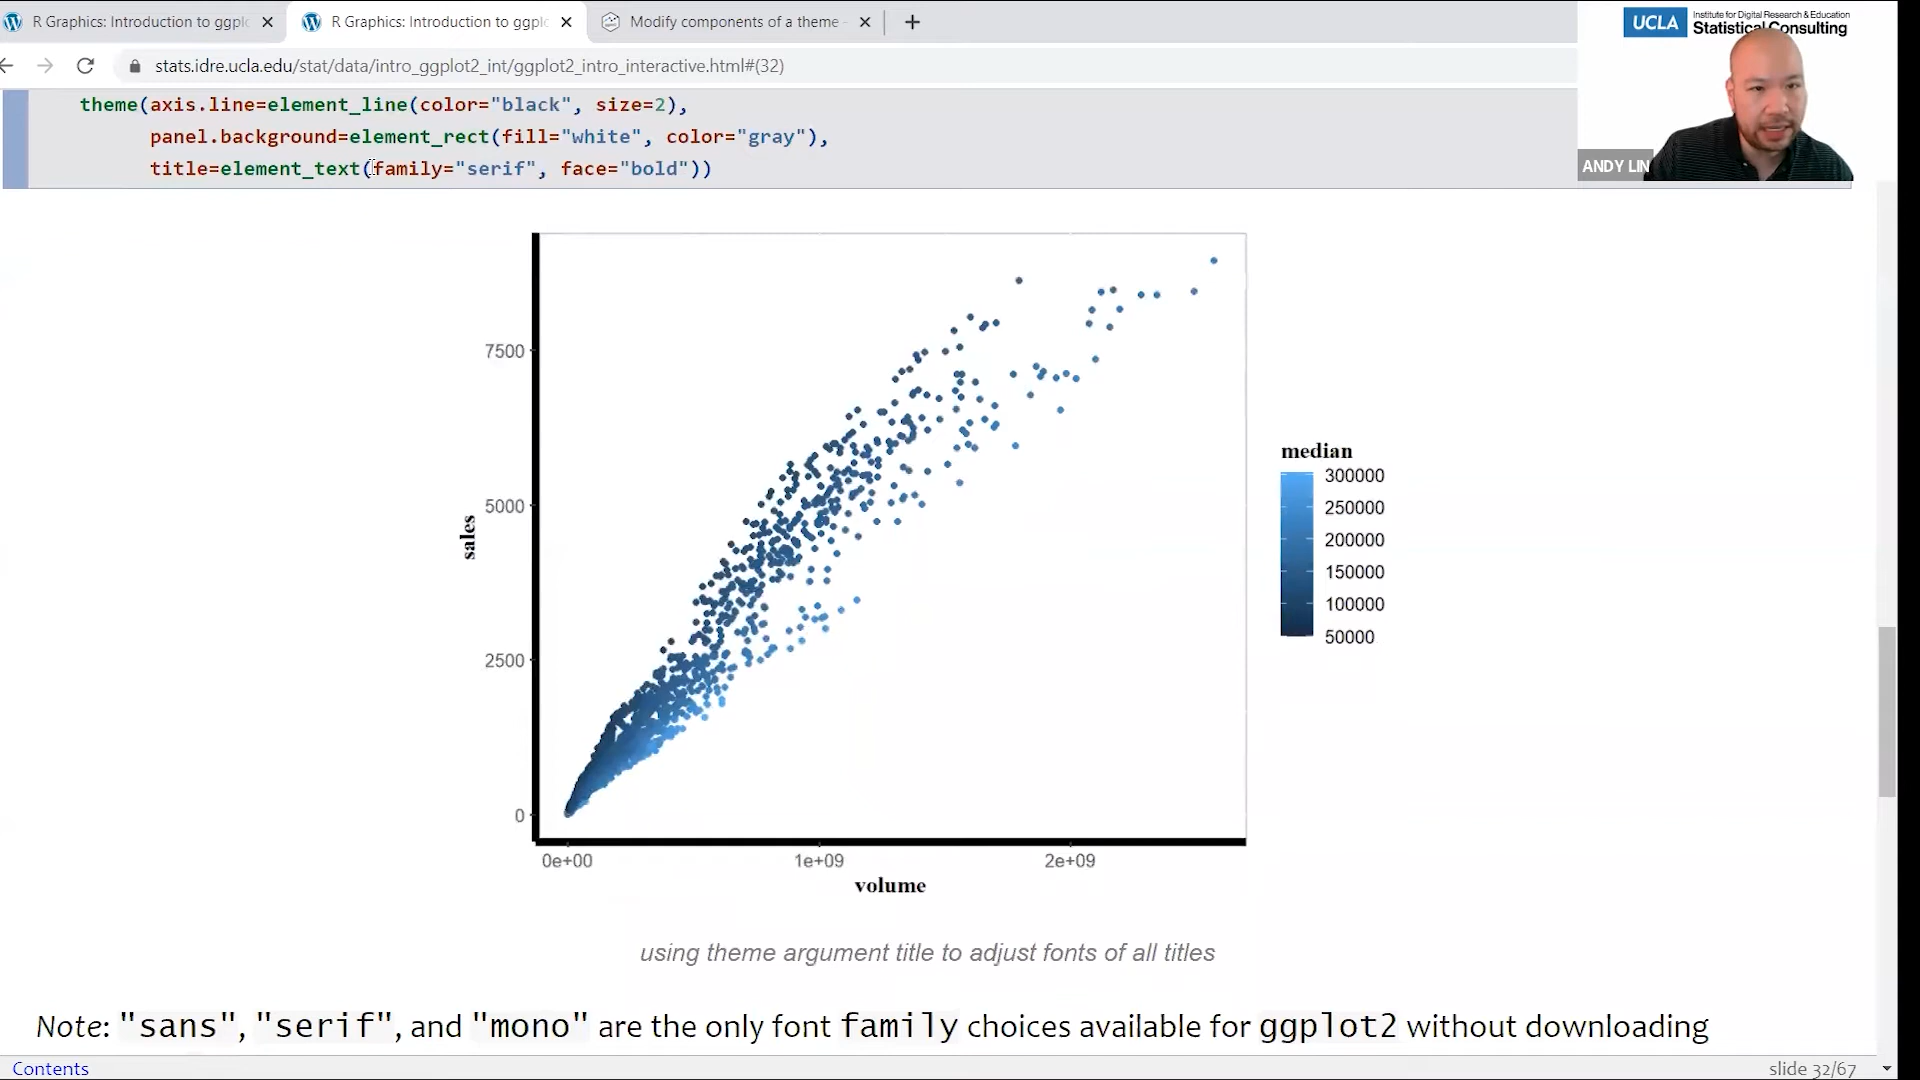 R Graphics: Introduction to ggplo
R Graphics: Introduction to ggplo
Modify components of a theme -
stats.idre.ucla.edu/stat/data/intro_ggplot2_int/ggplot2_intro_interactive.html#(32)
UCLA
Institute for Digital Research & Education
Statistical Consulting
ANDY LIN
theme(axis.line=element_line(color="black", size=2),
panel.background=element_rect(fill="white", color="gray"),
title=element_text(family="serif", face="bold"))
sales
7500
5000
2500
0
0e+00
1e+09
2e+09
volume
median
300000
250000
200000
150000
100000
50000
using theme argument title to adjust fonts of all titles
Note: "sans", "serif", and "mono" are the only font family choices available for ggplot2 without downloading
Contents
slide 32/67